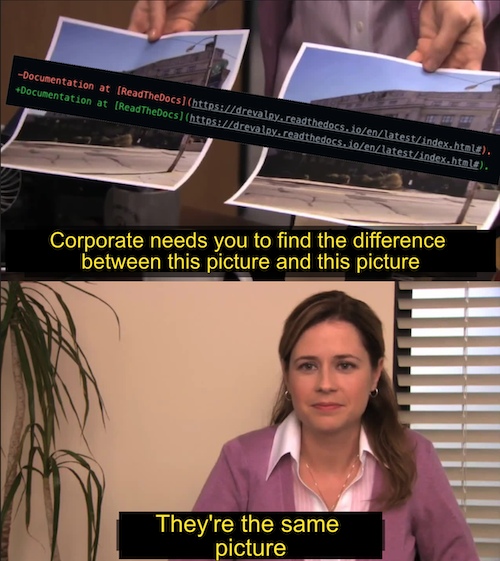 -Documentation at [ReadTheDocs](https://drevalpy.readthedocs.io/en/latest/index.html#).
+Documentation at [ReadTheDocs](https://drevalpy.readthedocs.io/en/latest/index.html#).
Corporate needs you to find the difference
between this picture and this picture
They're the same
picture